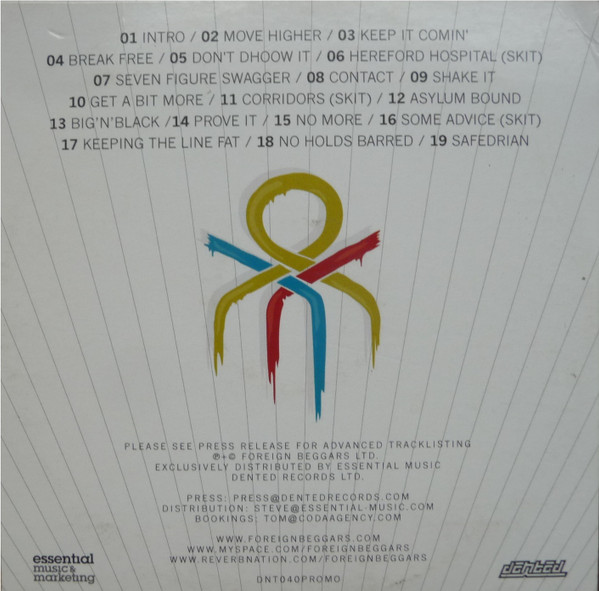 01 INTRO / 02 MOVE HIGHER / 03 KEEP IT COMIN'
04 BREAK FREE / 05 DON'T DHOOW IT / 06 HEREFORD HOSPITAL (SKIT)
07 SEVEN FIGURE SWAGGER / 08 CONTACT / 09 SHAKE IT
10 GET A BIT MORE / 11 CORRIDORS (SKIT) / 12 ASYLUM BOUND
13 BIG'N'BLACK /14 PROVE IT / 15 NO MORE / 16 SOME ADVICE (SKIT)
17 KEEPING THE LINE FAT / 18 NO HOLDS BARRED / 19 SAFEDRIAN
PLEASE SEE PRESS RELEASE FOR ADVANCED TRACKLISTING
℗+© FOREIGN BEGGARS LTD.
EXCLUSIVELY DISTRIBUTED BY ESSENTIAL MUSIC
DENTED RECORDS LTD.
PRESS: PRESS@DENTEDRECORDS.COM
DISTRIBUTION: STEVE@ESSENTIAL-MUSIC.COM
BOOKINGS: TOM@CODAAGENCY.COM
WWW.FOREIGNBEGGARS.COM
WWW.MYSPACE.COM/FOREIGNBEGGARS
WWW.REVERBNATION.COM/FOREIGNBEGGARS
DNT040PROMO
essential
music &
marketing
dented